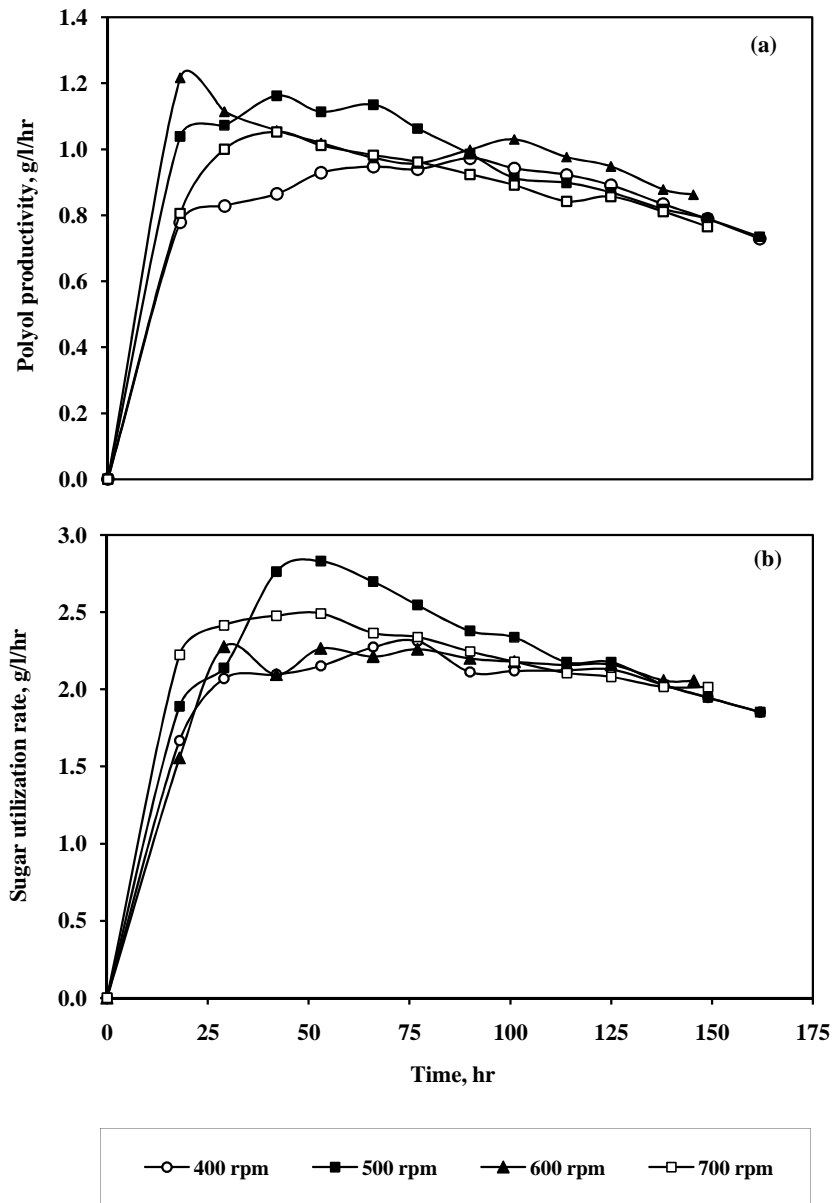 (a)
Polyol productivity, g/l/hr
1.4
1.2
1.0
0.8
0.6
0.4
0.2
0.0
(b)
Sugar utilization rate, g/l/hr
3.0
2.5
2.0
1.5
1.0
0.5
0.0
0 25 50 75 100 125 150 175
Time, hr
400 rpm 500 rpm 600 rpm 700 rpm